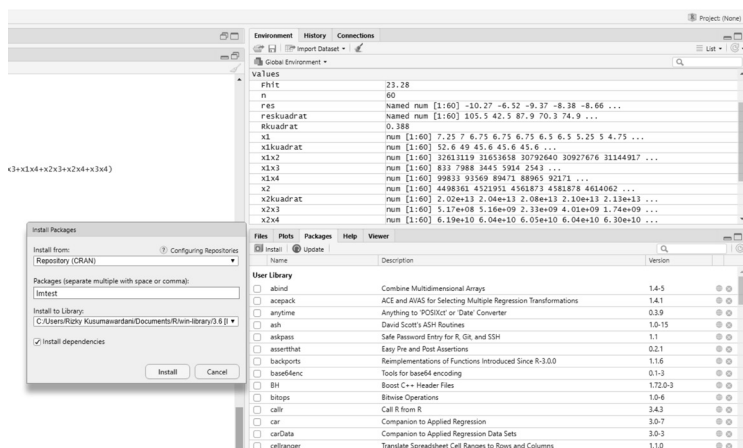 Project: (None)
Environment History Connections
Import Dataset
List
Global Environment
values
Fhit 23.28
n 60
res Named num [1:60] -10.27 -6.52 -9.37 -8.38 -8.66 ...
reskuadrat Named num [1:60] 105.5 42.5 87.9 70.3 74.9 ...
Rkuadrat 0.388
x1 num [1:60] 7.25 7 6.75 6.75 6.75 6.5 6.5 5.25 5 4.75 ...
x1kuadrat num [1:60] 52.6 49 45.6 45.6 45.6 ...
x1x2 num [1:60] 32613119 31653658 30792640 30927676 31144917 ...
x1x3 num [1:60] 833 7988 3445 5914 2543 ...
x1x4 num [1:60] 99833 93569 89471 88965 92171 ...
x2 num [1:60] 4498361 4521951 4561873 4581878 4614062 ...
x2kuadrat num [1:60] 2.02e+13 2.04e+13 2.08e+13 2.10e+13 2.13e+13 ...
x2x3 num [1:60] 5.17e+08 5.16e+09 2.33e+09 4.01e+09 1.74e+09 ...
x2x4 num [1:60] 6.19e+10 6.04e+10 6.05e+10 6.04e+10 6.30e+10 ...
x3+x1x4+x2x3+x2x4+x3x4)
Install Packages
Install from: Configuring Repositories
Repository (CRAN)
Packages (separate multiple with space or comma):
lmtest
Install to Library:
C:/Users/Rizky Kusumawardani/Documents/R/win-library/3.6 [
Install dependencies
Install Cancel
Files Plots Packages Help Viewer
Install Update
Name Description Version
User Library
abind Combine Multidimensional Arrays 1.4-5
acepack ACE and AVAS for Selecting Multiple Regression Transformations 1.4.1
anytime Anything to 'POSIXct' or 'Date' Converter 0.3.9
ash David Scott's ASH Routines 1.0-15
askpass Safe Password Entry for R, Git, and SSH 1.1
assertthat Easy Pre and Post Assertions 0.2.1
backports Reimplementations of Functions Introduced Since R-3.0.0 1.1.6
base64enc Tools for base64 encoding 0.1-3
BH Boost C++ Header Files 1.72.0-3
bitops Bitwise Operations 1.0-6
callr Call R from R 3.4.3
car Companion to Applied Regression 3.0-7
carData Companion to Applied Regression Data Sets 3.0-3
cellranger Translate Spreadsheet Cell Ranges to Rows and Columns 1.1.0